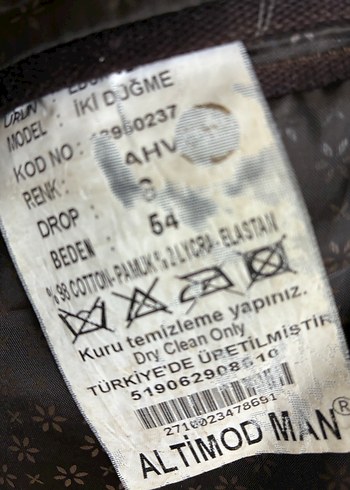 ÜRÜN :
MODEL : İKİ DÜĞME
KOD NO :
RENK : AHV
DROP :
BEDEN : 54
% 98 COTTON-PAMUK % 2 LYCRA - ELASTAN
Kuru temizleme yapınız.
Dry Clean Only
TÜRKİYE'DE ÜRETİLMİŞTİR
2710023478691
ALTİMOD MAN®